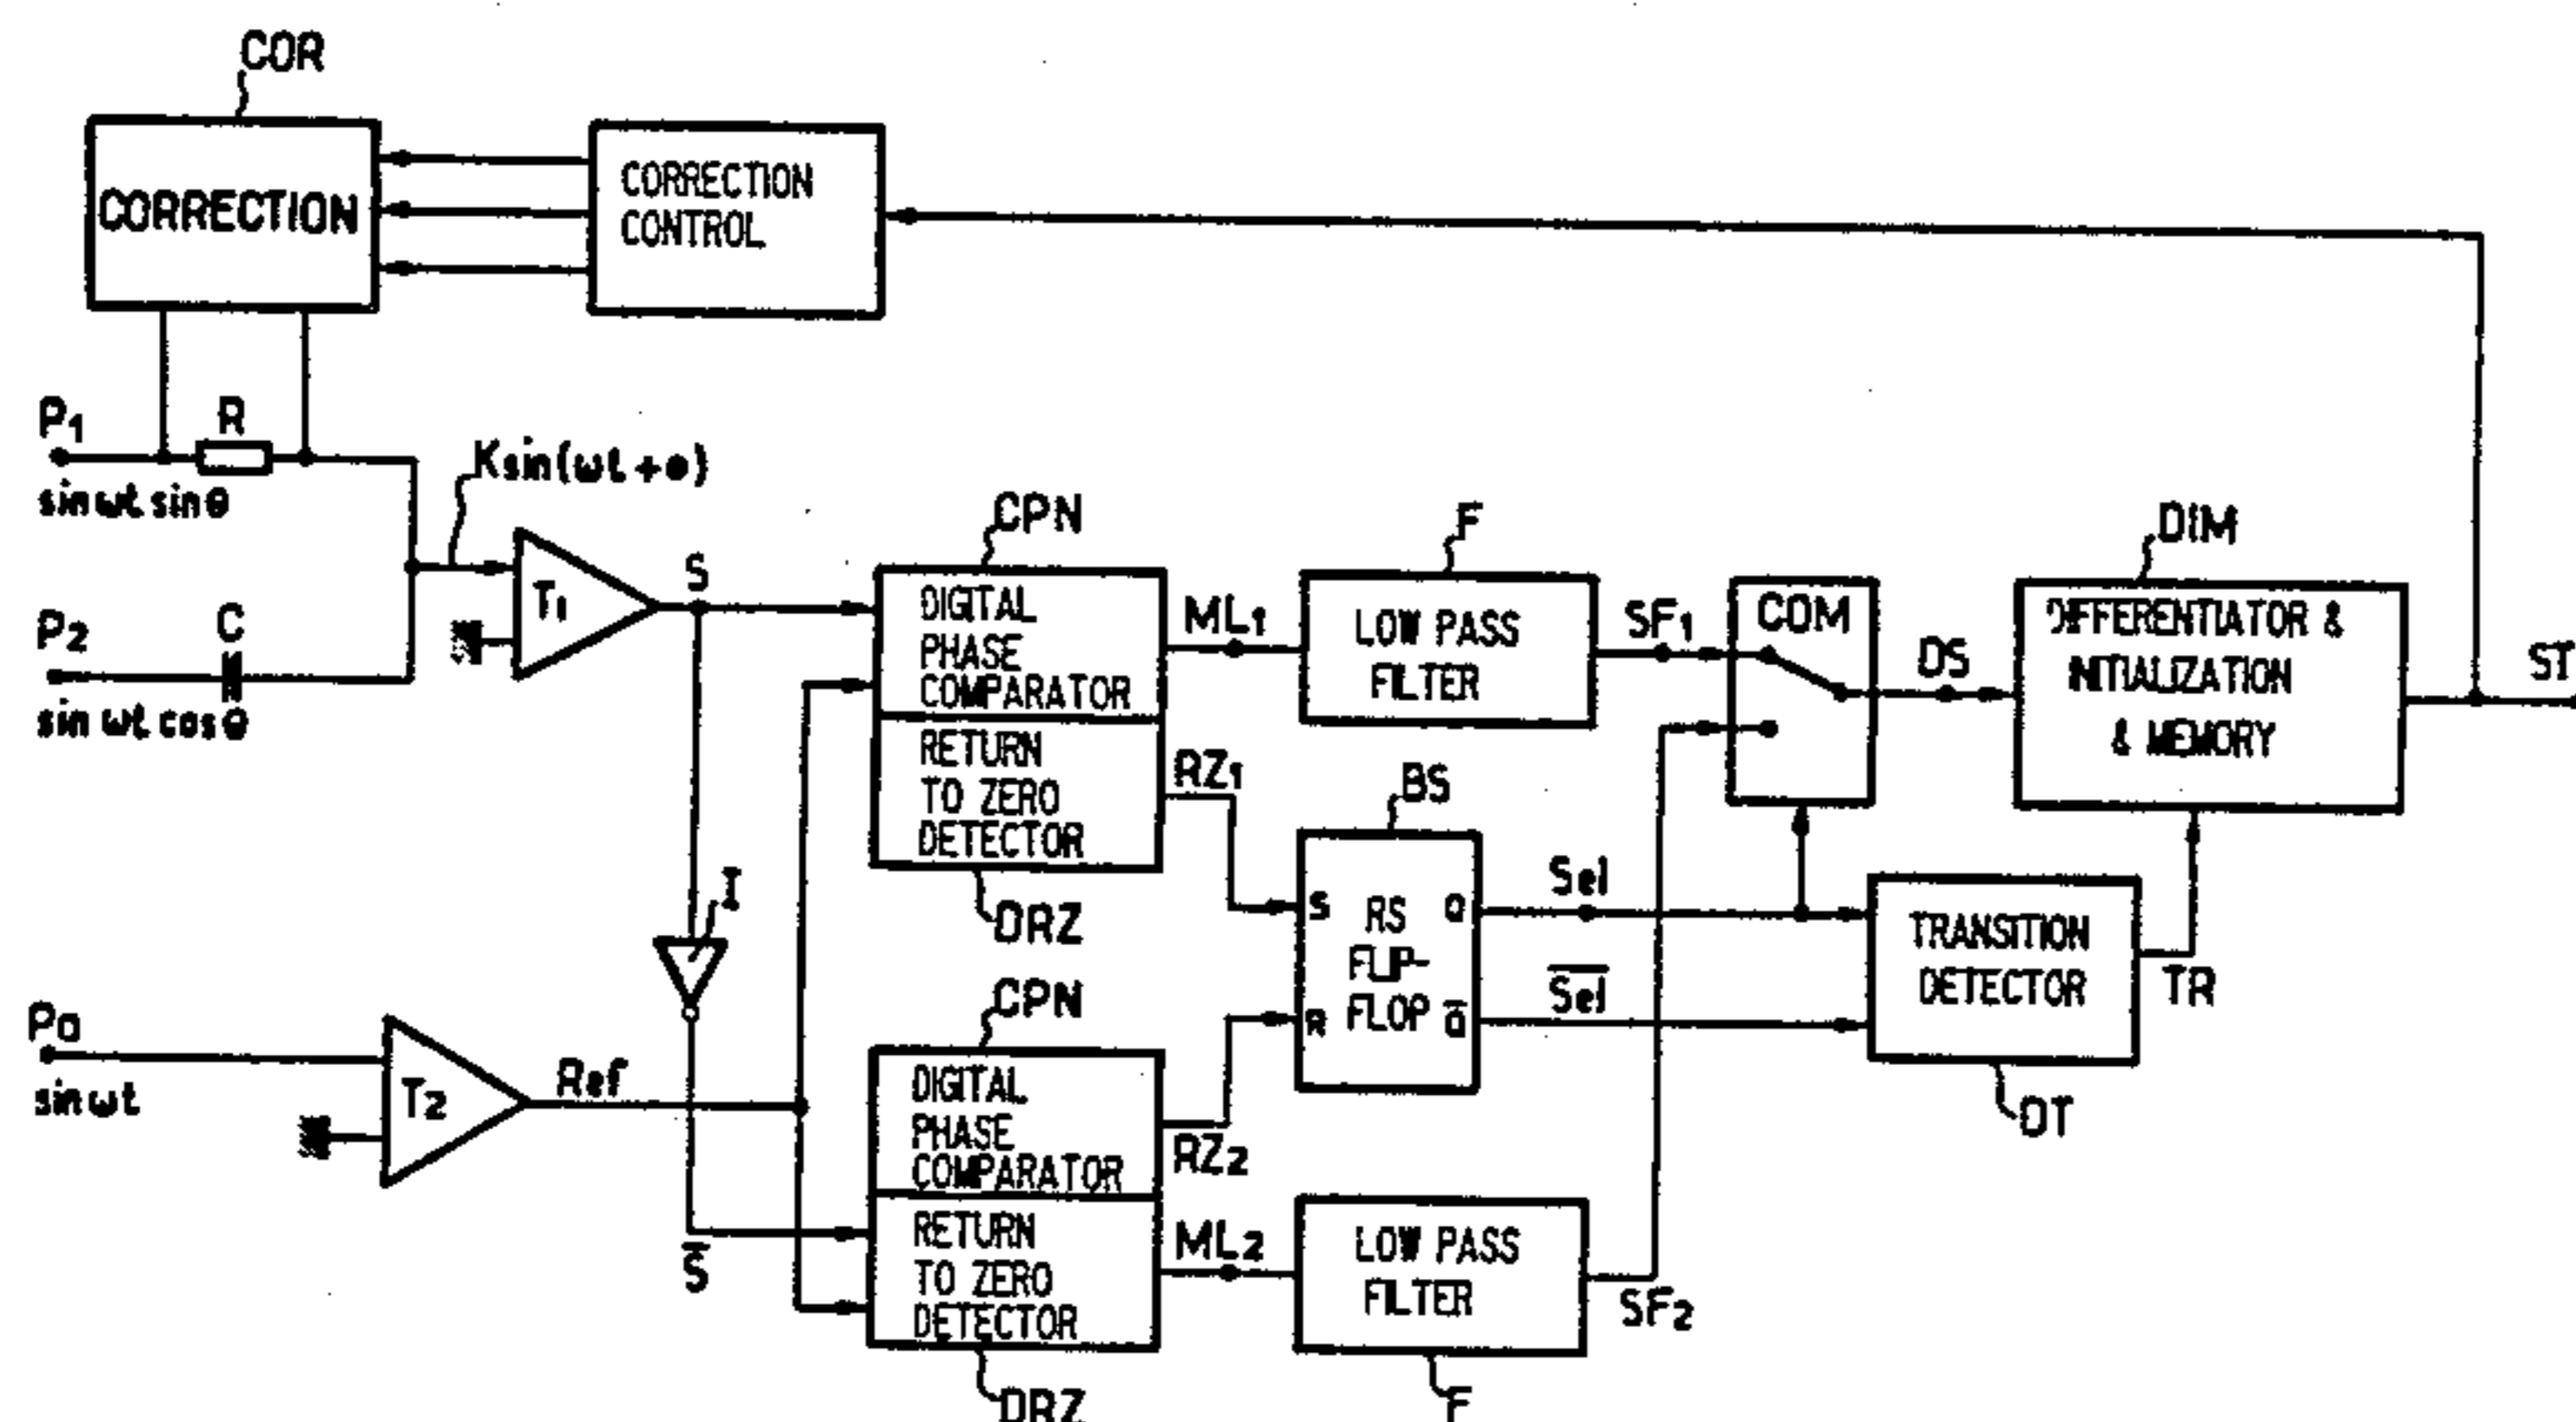 COR
CORRECTION
CORRECTION
CONTROL
P1
R
sin ωt sin θ
Ksin(ωt+θ)
P2
C
sin ωt cos θ
T1
S
CPN
DIGITAL
PHASE
COMPARATOR
RETURN
TO ZERO
DETECTOR
DRZ
ML1
RZ1
F
LOW PASS
FILTER
SF1
COM
DS
DIM
DIFFERENTIATOR &
INITIALIZATION
& MEMORY
ST
I
BS
S
RS
FLIP-
FLOP
Q
R
Q̅
Sel
S̅e̅l̅
TRANSITION
DETECTOR
TR
DT
P0
sin ωt
T2
Ref
S̅
CPN
DIGITAL
PHASE
COMPARATOR
RETURN
TO ZERO
DETECTOR
DRZ
RZ2
ML2
LOW PASS
FILTER
F
SF2